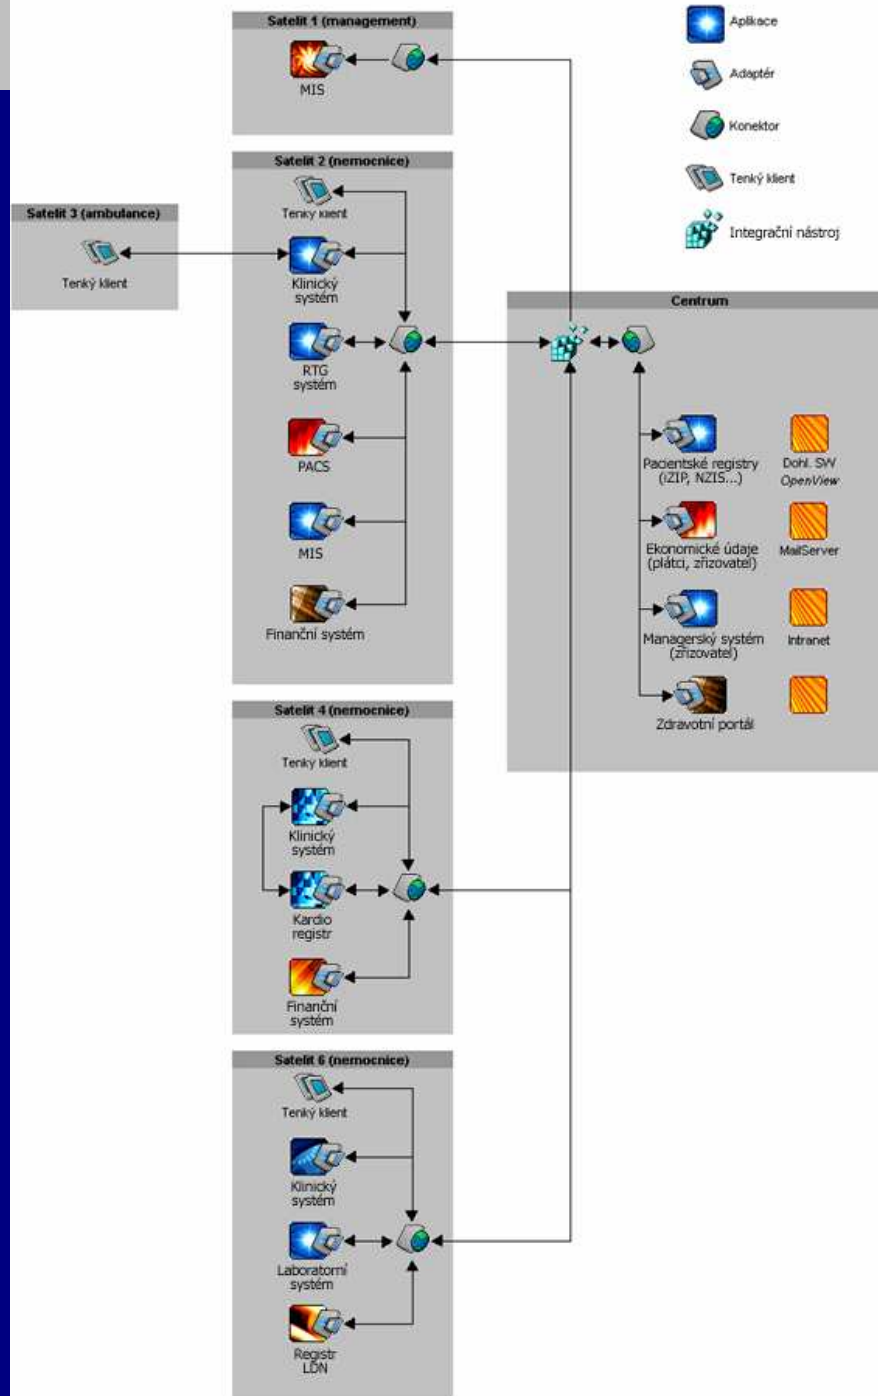 Satelit 1 (management)
MIS
Aplikace
Adaptér
Konektor
Tenký klient
Integrační nástroj
Satelit 2 (nemocnice)
Tenký klient
Klinický
systém
RTG
systém
PACS
MIS
Finanční systém
Satelit 3 (ambulance)
Tenký klient
Centrum
Pacientské registry
(iZIP, NZIS...)
Dohl. SW
OpenView
Ekonomické údaje
(plátci, zřizovatel)
MailServer
Managerský systém
(zřizovatel)
Intranet
Zdravotní portál
Satelit 4 (nemocnice)
Tenký klient
Klinický
systém
Kardio
registr
Finanční
systém
Satelit 6 (nemocnice)
Tenký klient
Klinický
systém
Laboratorní
systém
Registr
LDN